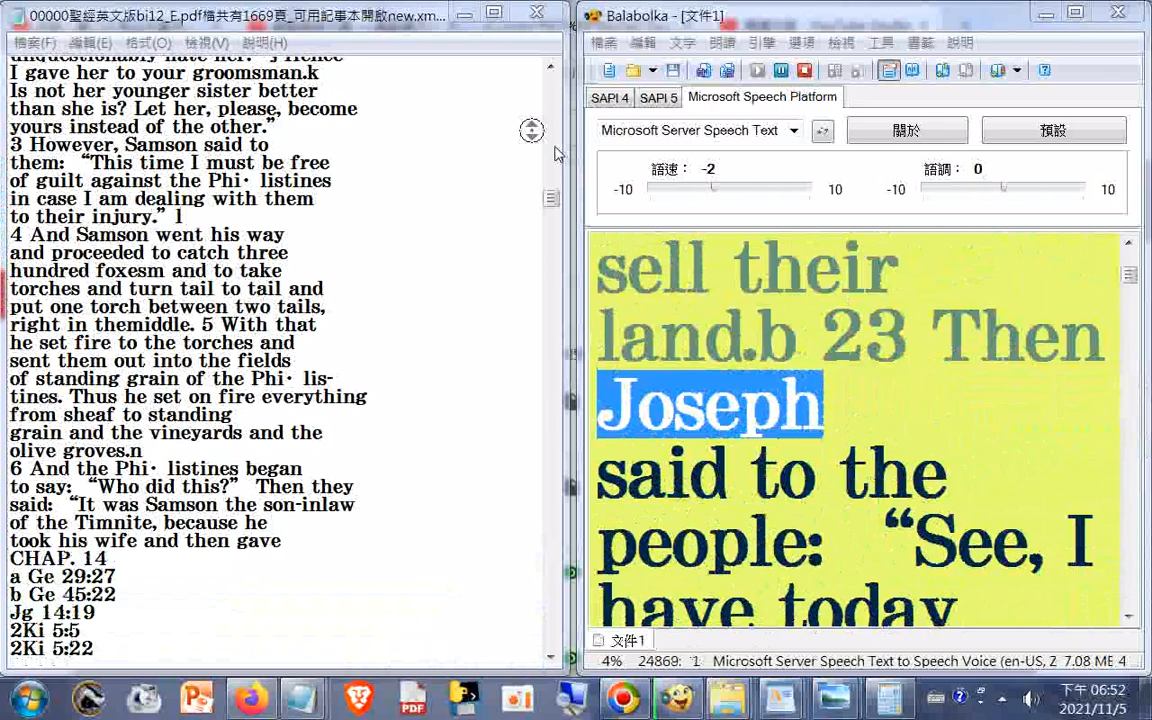 00000聖經英文版bi12_E.pdf檔共有1669頁_可用記事本開啟new.xm...
檔案(F) 編輯(E) 格式(O) 檢視(V) 說明(H)
unquestionably hate her. J Hence
I gave her to your groomsman.k
Is not her younger sister better
than she is? Let her, please, become
yours instead of the other.”
3 However, Samson said to
them: “This time I must be free
of guilt against the Phi· listines
in case I am dealing with them
to their injury.” l
4 And Samson went his way
and proceeded to catch three
hundred foxesm and to take
torches and turn tail to tail and
put one torch between two tails,
right in themiddle. 5 With that
he set fire to the torches and
sent them out into the fields
of standing grain of the Phi· lis-
tines. Thus he set on fire everything
from sheaf to standing
grain and the vineyards and the
olive groves.n
6 And the Phi· listines began
to say: “Who did this?” Then they
said: “It was Samson the son-inlaw
of the Timnite, because he
took his wife and then gave
CHAP. 14
a Ge 29:27
b Ge 45:22
Jg 14:19
2Ki 5:5
2Ki 5:22
Balabolka - [文件1]
檔案 編輯 文字 朗讀 引擎 選項 檢視 工具 書籤 說明
SAPI 4 SAPI 5 Microsoft Speech Platform
Microsoft Server Speech Text 關於 預設
語速： -2 語調： 0
-10 10 -10 10
sell their
land.b 23 Then
Joseph
said to the
people: “See, I
have today
文件1
4% 24869: 1 Microsoft Server Speech Text to Speech Voice (en-US, Z 7.08 ME 4
PDF
下午 06:52
2021/11/5